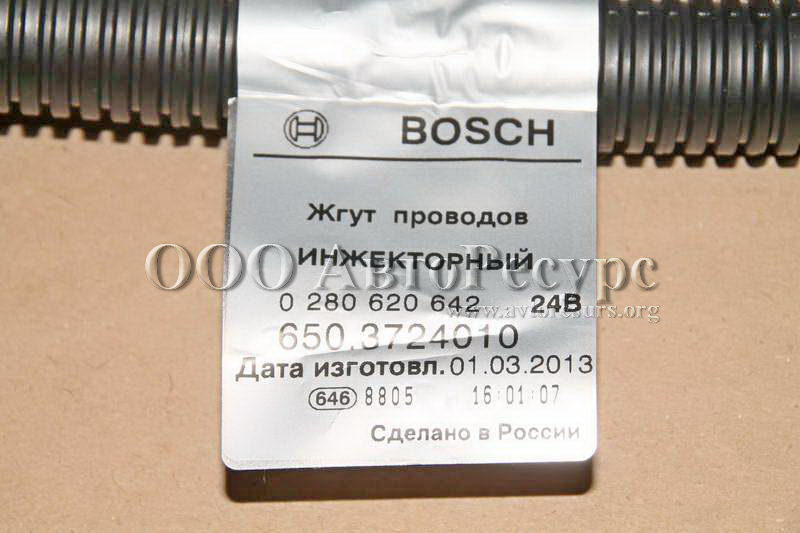 BOSCH
Жгут проводов
ИНЖЕКТОРНЫЙ
ООО АвтоРесурс
0 280 620 642 24В
www.avtoresurs.org
650.3724010
Дата изготовл. 01.03.2013
646 8805 16:01:07
Сделано в России